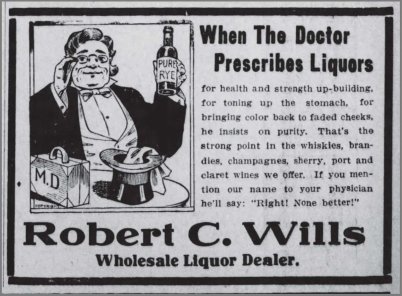 When The Doctor
Prescribes Liquors
for health and strength up-building,
for toning up the stomach, for
bringing color back to faded cheeks,
he insists on purity. That's the
strong point in the whiskies, bran-
dies, champagnes, sherry, port and
claret wines we offer. If you men-
tion our name to your physician
he'll say: "Right! None better!"
PURE
RYE
M.D
Robert C. Wills
Wholesale Liquor Dealer.